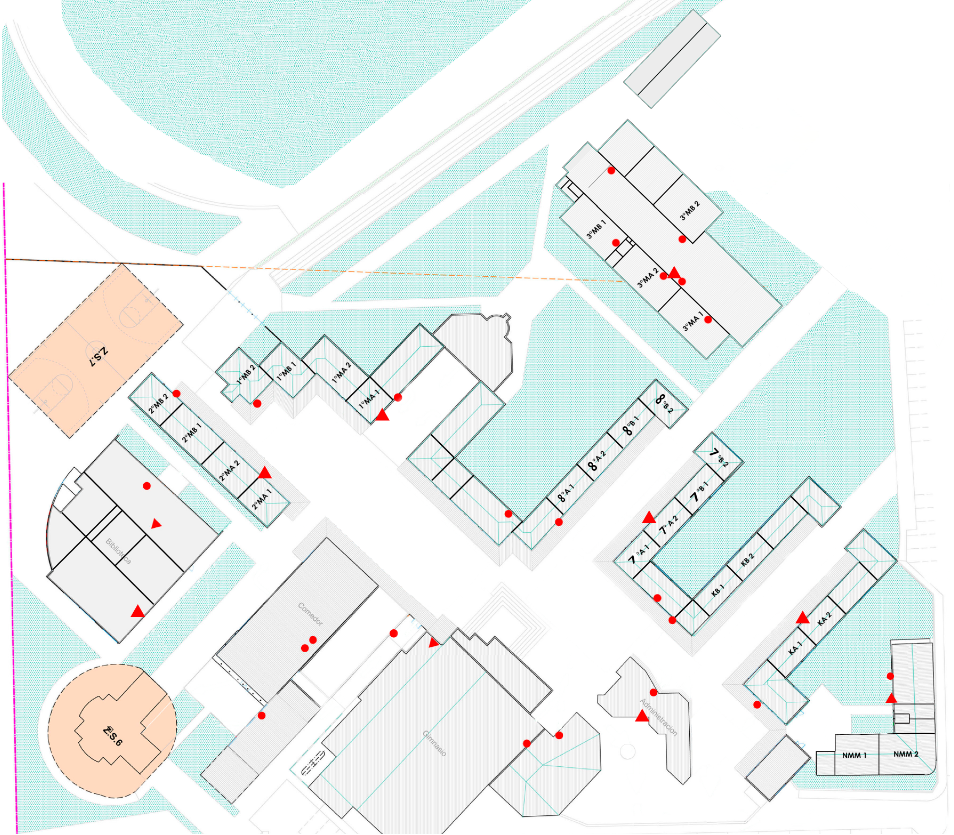 3°MB 2
3°MB 1
3°MA 2
3°MA 1
Z.S.7
1°MB 2
1°MB 1
1°MA 2
1°MA 1
2°MB 2
2°MB 1
2°MA 2
2°MA 1
8°B 2
8°B 1
8°A 2
8°A 1
7°B 2
7°B 1
7°A 2
7°A 1
KB 2
KB 1
KA 2
KA 1
Biblioteca
Comedor
Gimnasio
Administración
Z.S.6
NMM 1
NMM 2